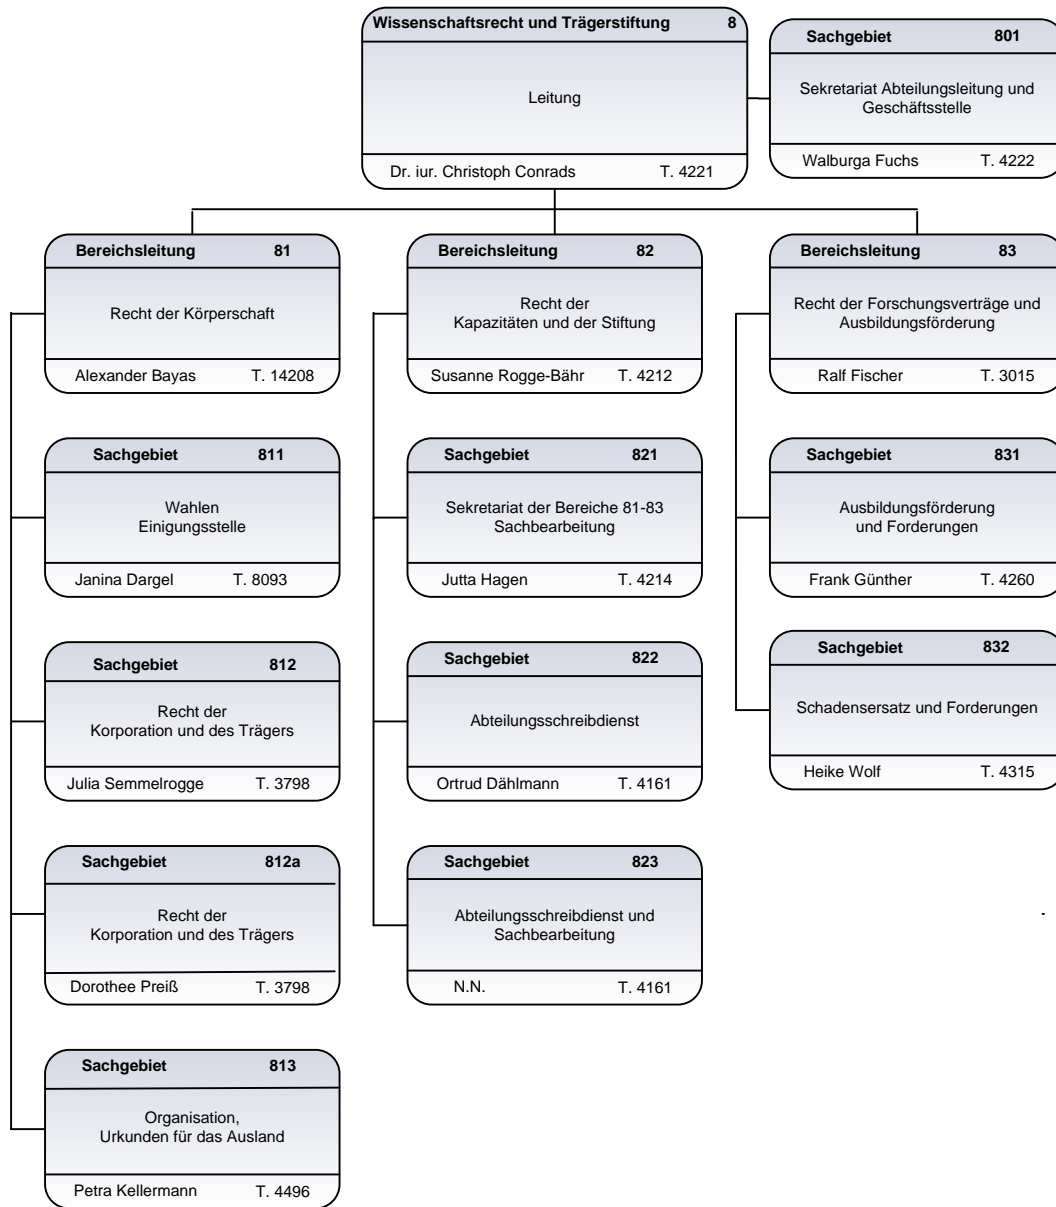 Wissenschaftsrecht und Trägerstiftung 8
Leitung
Dr. iur. Christoph Conrads T. 4221
Sachgebiet 801
Sekretariat Abteilungsleitung und
Geschäftsstelle
Walburga Fuchs T. 4222
Bereichsleitung 81
Recht der Körperschaft
Alexander Bayas T. 14208
Sachgebiet 811
Wahlen
Einigungsstelle
Janina Dargel T. 8093
Sachgebiet 812
Recht der
Korporation und des Trägers
Julia Semmelrogge T. 3798
Sachgebiet 812a
Recht der
Korporation und des Trägers
Dorothee Preiß T. 3798
Sachgebiet 813
Organisation,
Urkunden für das Ausland
Petra Kellermann T. 4496
Bereichsleitung 82
Recht der
Kapazitäten und der Stiftung
Susanne Rogge-Bähr T. 4212
Sachgebiet 821
Sekretariat der Bereiche 81-83
Sachbearbeitung
Jutta Hagen T. 4214
Sachgebiet 822
Abteilungsschreibdienst
Ortrud Dählmann T. 4161
Sachgebiet 823
Abteilungsschreibdienst und
Sachbearbeitung
N.N. T. 4161
Bereichsleitung 83
Recht der Forschungsverträge und
Ausbildungsförderung
Ralf Fischer T. 3015
Sachgebiet 831
Ausbildungsförderung
und Forderungen
Frank Günther T. 4260
Sachgebiet 832
Schadensersatz und Forderungen
Heike Wolf T. 4315